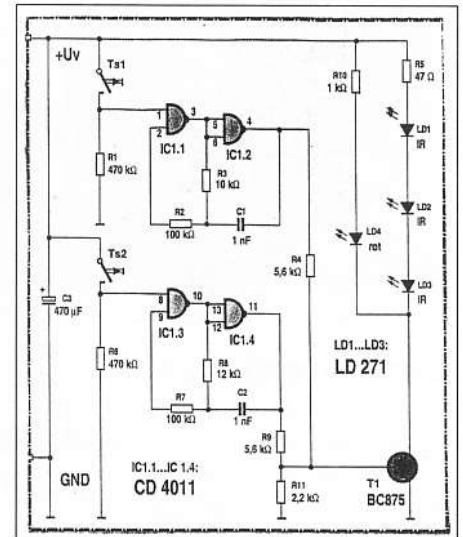 +Uv
Ts1
R1
470 kΩ
1
2
3
IC1.1
5
6
4
IC1.2
R3
10 kΩ
R2
100 kΩ
C1
1 nF
R10
1 kΩ
R5
47 Ω
LD1
IR
LD2
IR
LD4
rot
LD3
IR
R4
5,6 kΩ
Ts2
C3
470 µF
+
R6
470 kΩ
8
9
10
IC1.3
13
12
11
IC1.4
R8
12 kΩ
R7
100 kΩ
C2
1 nF
LD1...LD3:
LD 271
R9
5,6 kΩ
R11
2,2 kΩ
T1
BC875
GND
IC1.1...IC 1.4:
CD 4011